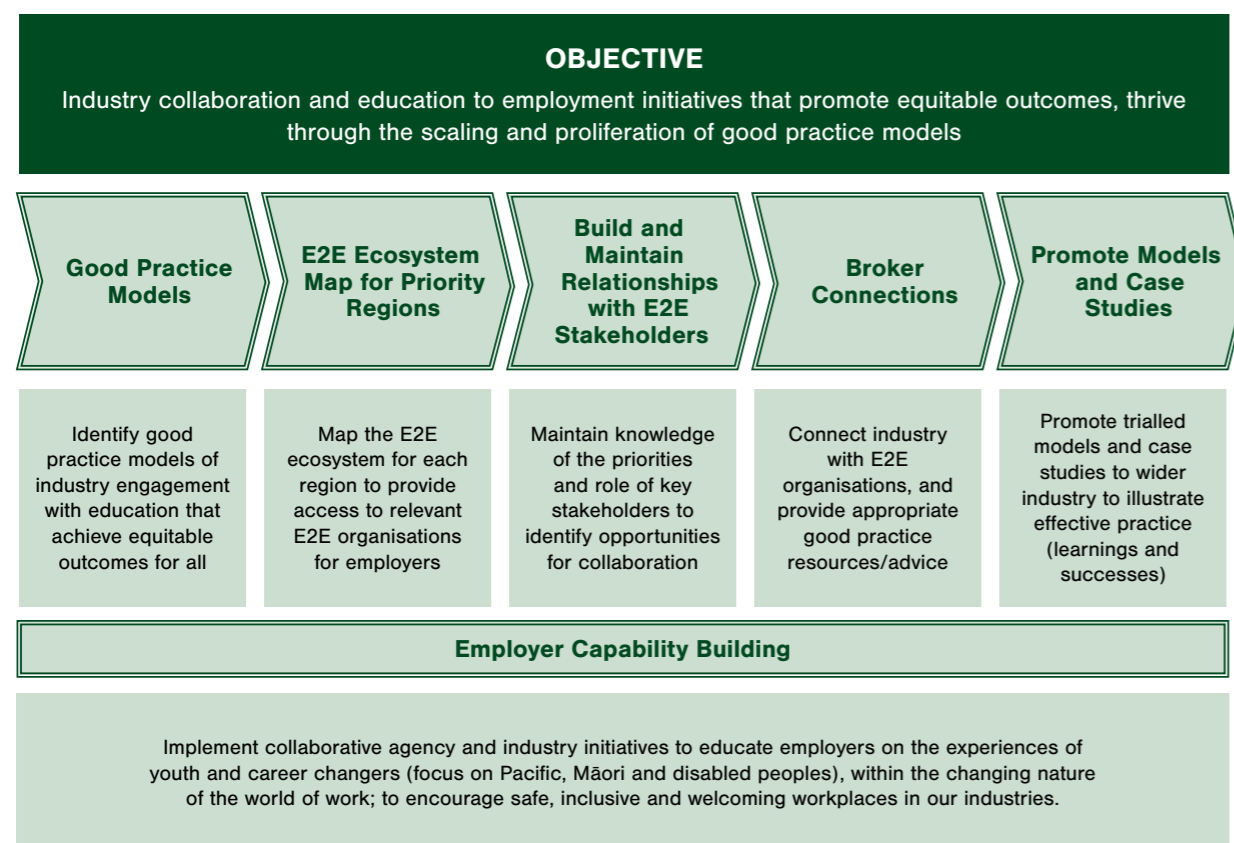 OBJECTIVE
Industry collaboration and education to employment initiatives that promote equitable outcomes, thrive
through the scaling and proliferation of good practice models
Good Practice
Models
E2E Ecosystem
Map for Priority
Regions
Build and
Maintain
Relationships
with E2E
Stakeholders
Broker
Connections
Promote Models
and Case
Studies
Identify good
practice models of
industry engagement
with education that
achieve equitable
outcomes for all
Map the E2E
ecosystem for each
region to provide
access to relevant
E2E organisations
for employers
Maintain knowledge
of the priorities
and role of key
stakeholders to
identify opportunities
for collaboration
Connect industry
with E2E
organisations, and
provide appropriate
good practice
resources/advice
Promote trialled
models and case
studies to wider
industry to illustrate
effective practice
(learnings and
successes)
Employer Capability Building
Implement collaborative agency and industry initiatives to educate employers on the experiences of
youth and career changers (focus on Pacific, Māori and disabled peoples), within the changing nature
of the world of work; to encourage safe, inclusive and welcoming workplaces in our industries.